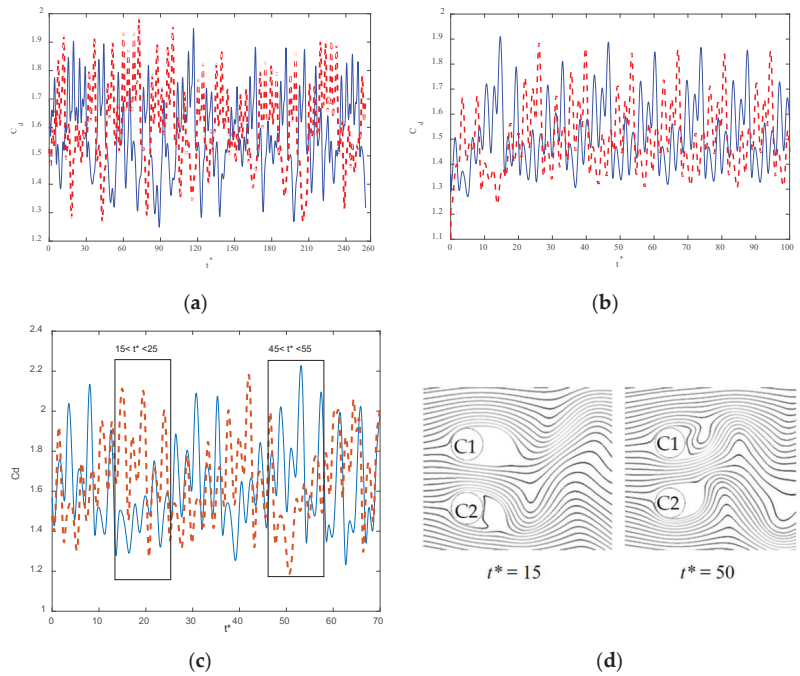 (a)
2
1.9
1.8
1.7
1.6
1.5
1.4
1.3
1.2
C d
0 30 60 90 120 150 180 210 240 260
t*
(a)
(b)
2
1.9
1.8
1.7
1.6
1.5
1.4
1.3
1.2
1.1
C d
0 10 20 30 40 50 60 70 80 90 100
t*
(b)
(c)
2.4
2.2
2
1.8
1.6
1.4
1.2
1
Cd
15< t* <25
45< t* <55
0 10 20 30 40 50 60 70
t*
(c)
C1
C2
t* = 15
C1
C2
t* = 50
(d)